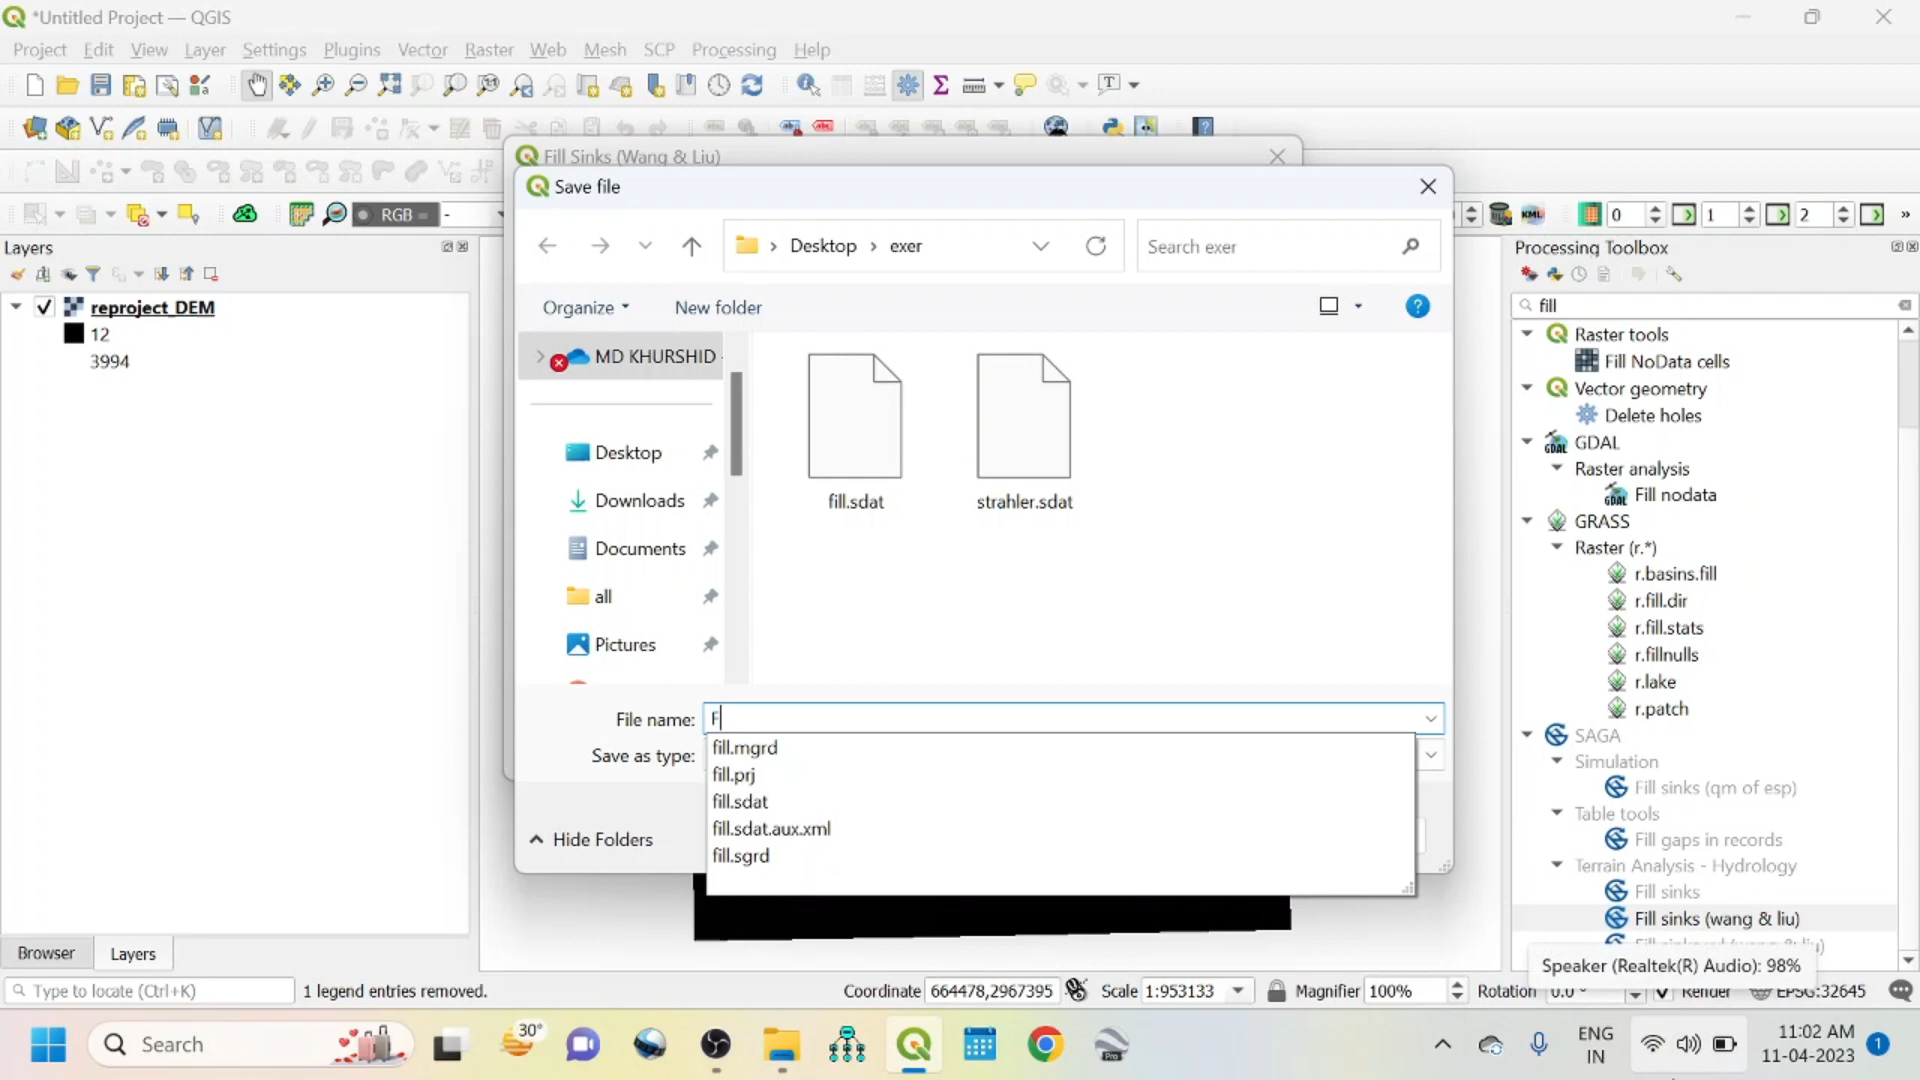 *Untitled Project — QGIS
Project Edit View Layer Settings Plugins Vector Raster Web Mesh SCP Processing Help
Fill Sinks (Wang & Liu)
Save file
RGB
-
KML
0
1
2
»
Layers
Desktop
exer
Search exer
Processing Toolbox
Organize
New folder
fill
reproject_DEM
12
3994
MD KHURSHID
Desktop
Downloads
Documents
all
Pictures
fill.sdat
strahler.sdat
Raster tools
Fill NoData cells
Vector geometry
Delete holes
GDAL
Raster analysis
Fill nodata
GRASS
Raster (r.*)
r.basins.fill
r.fill.dir
r.fill.stats
r.fillnulls
r.lake
r.patch
SAGA
Simulation
Fill sinks (qm of esp)
Table tools
Fill gaps in records
Terrain Analysis - Hydrology
Fill sinks
Fill sinks (wang & liu)
File name: F
Save as type:
fill.mgrd
fill.prj
fill.sdat
fill.sdat.aux.xml
fill.sgrd
Hide Folders
Speaker (Realtek(R) Audio): 98%
Browser
Layers
Type to locate (Ctrl+K)
1 legend entries removed.
Coordinate 664478,2967395
Scale 1:953133
Magnifier 100%
Rotation 0.0 °
Render
EPSG:32645
Search
30°
Pro
ENG
IN
11:02 AM
11-04-2023
1